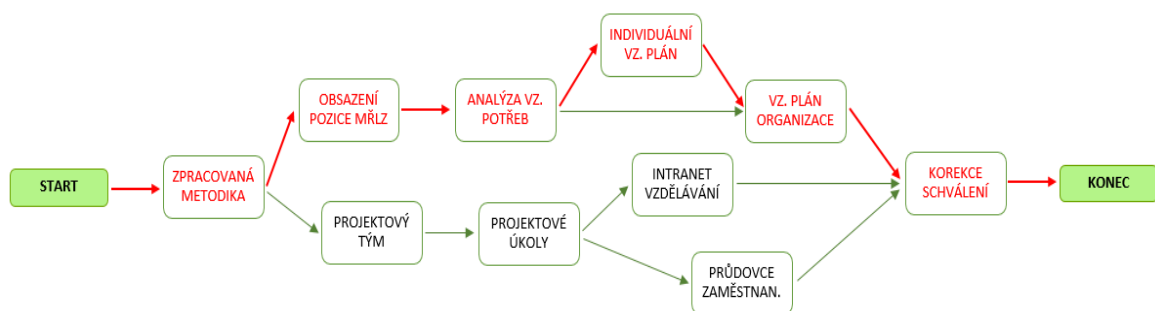 INDIVIDUÁLNÍ
VZ. PLÁN
OBSAZENÍ
POZICE MŘLZ
ANALÝZA VZ.
POTŘEB
VZ. PLÁN
ORGANIZACE
START
ZPRACOVANÁ
METODIKA
INTRANET
VZDĚLÁVÁNÍ
KOREKCE
SCHVÁLENÍ
KONEC
PROJEKTOVÝ
TÝM
PROJEKTOVÉ
ÚKOLY
PRŮDOVCE
ZAMĚSTNAN.